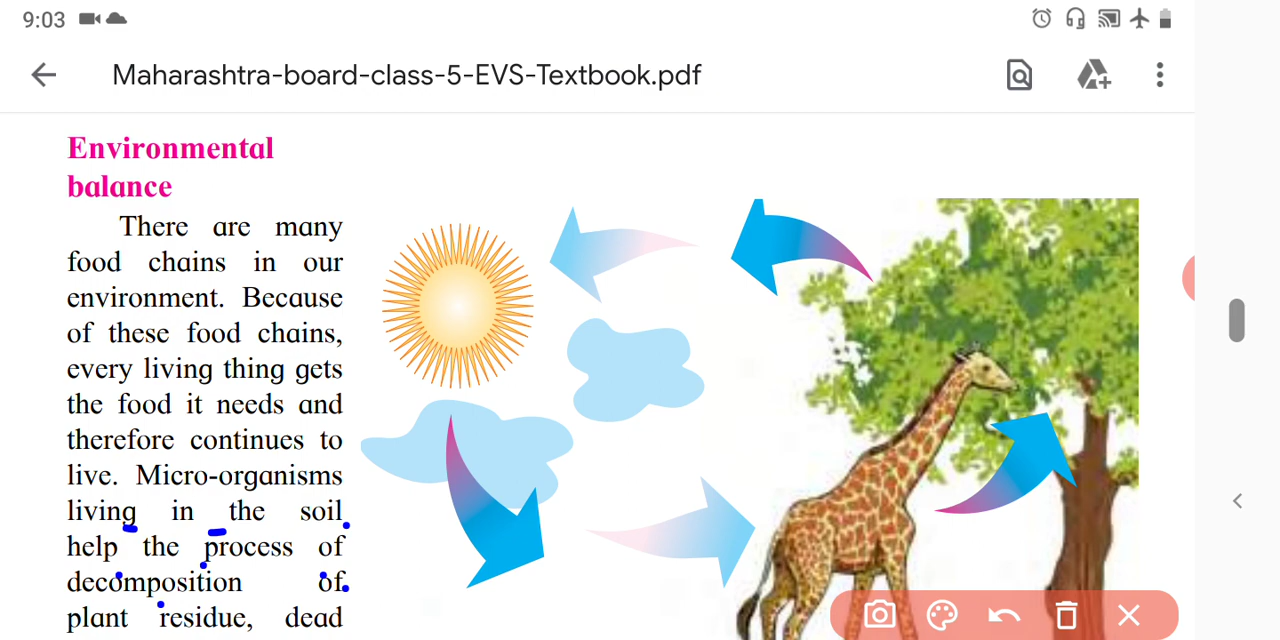 9:03
Maharashtra-board-class-5-EVS-Textbook.pdf
Environmental
balance
There are many
food chains in our
environment. Because
of these food chains,
every living thing gets
the food it needs and
therefore continues to
live. Micro-organisms
living in the soil
help the process of
decomposition of
plant residue, dead